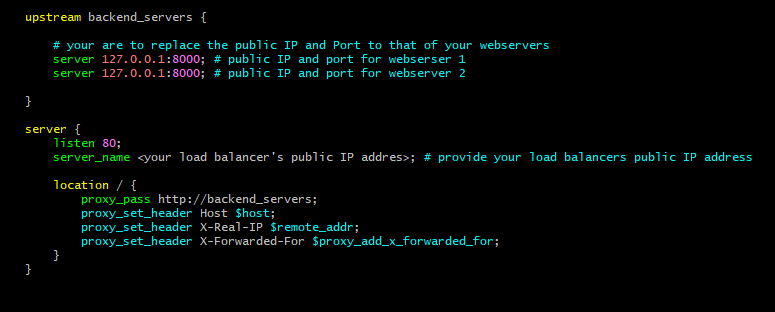 upstream backend_servers {
# your are to replace the public IP and Port to that of your webservers
server 127.0.0.1:8000; # public IP and port for webserser 1
server 127.0.0.1:8000; # public IP and port for webserver 2
}
server {
listen 80;
server_name <your load balancer's public IP addres>; # provide your load balancers public IP address
location / {
proxy_pass http://backend_servers;
proxy_set_header Host $host;
proxy_set_header X-Real-IP $remote_addr;
proxy_set_header X-Forwarded-For $proxy_add_x_forwarded_for;
}
}